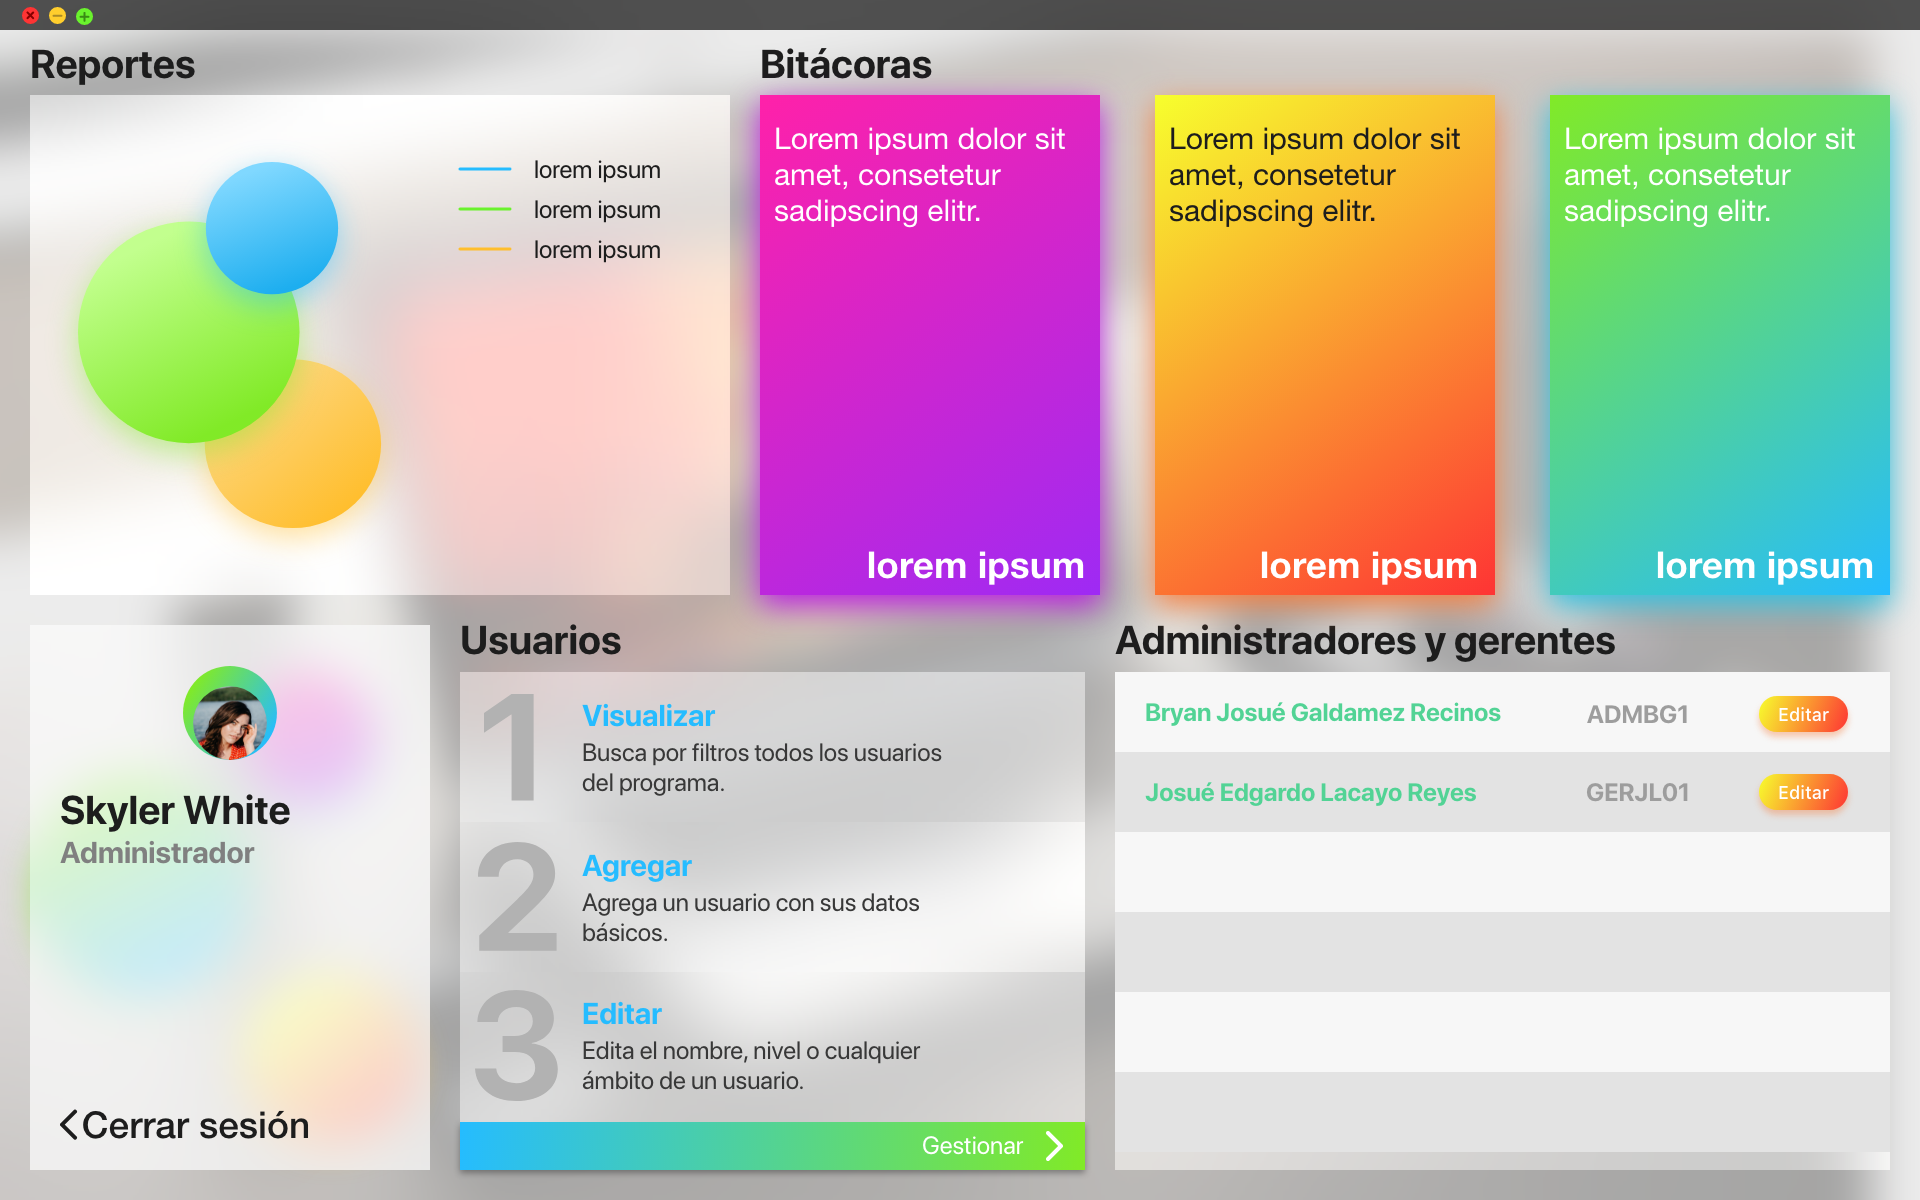 Reportes
lorem ipsum
lorem ipsum
lorem ipsum
Bitácoras
Lorem ipsum dolor sit
amet, consetetur
sadipscing elitr.
lorem ipsum
Lorem ipsum dolor sit
amet, consetetur
sadipscing elitr.
lorem ipsum
Lorem ipsum dolor sit
amet, consetetur
sadipscing elitr.
lorem ipsum
Skyler White
Administrador
Cerrar sesión
Usuarios
1
Visualizar
Busca por filtros todos los usuarios
del programa.
2
Agregar
Agrega un usuario con sus datos
básicos.
3
Editar
Edita el nombre, nivel o cualquier
ámbito de un usuario.
Gestionar
Administradores y gerentes
Bryan Josué Galdamez Recinos ADMBG1 Editar
Josué Edgardo Lacayo Reyes GERJL01 Editar